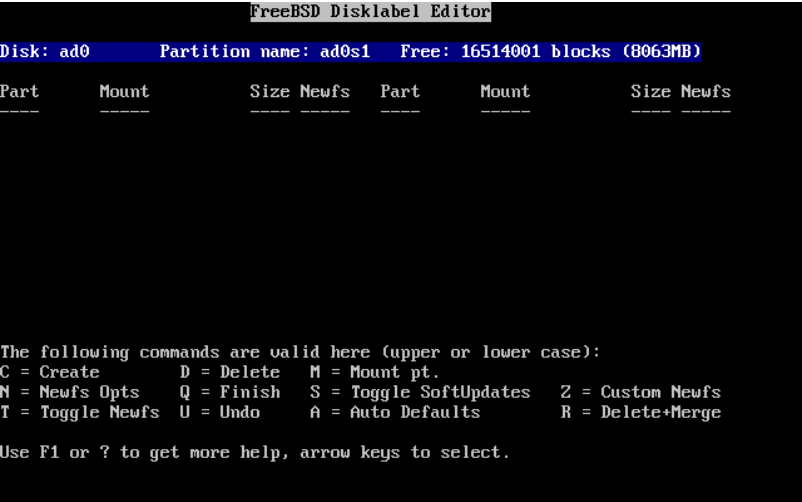 FreeBSD Disklabel Editor
Disk: ad0 Partition name: ad0s1 Free: 16514001 blocks (8063MB)
Part Mount Size Newfs Part Mount Size Newfs
---- ----- ---- ----- ---- ----- ---- -----
The following commands are valid here (upper or lower case):
C = Create D = Delete M = Mount pt.
N = Newfs Opts Q = Finish S = Toggle SoftUpdates Z = Custom Newfs
T = Toggle Newfs U = Undo A = Auto Defaults R = Delete+Merge
Use F1 or ? to get more help, arrow keys to select.